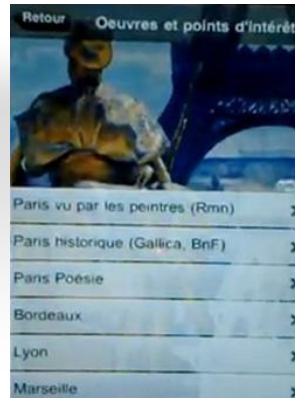 Retour
Oeuvres et points d'intérêt
Paris vu par les peintres (Rmn)
Paris historique (Gallica, BnF)
Paris Poésie
Bordeaux
Lyon
Marseille